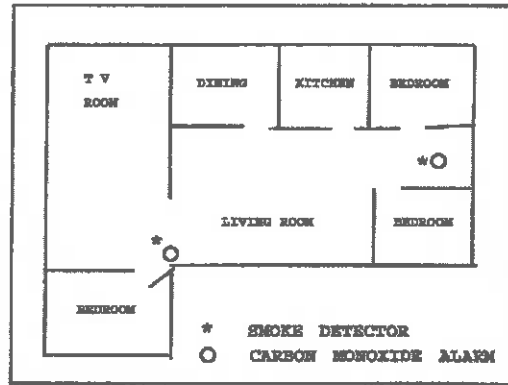 T V
ROOM
DINING
KITCHEN
BEDROOM
LIVING ROOM
BEDROOM
BEDROOM
* SMOKE DETECTOR
CARBON MONOXIDE ALARM